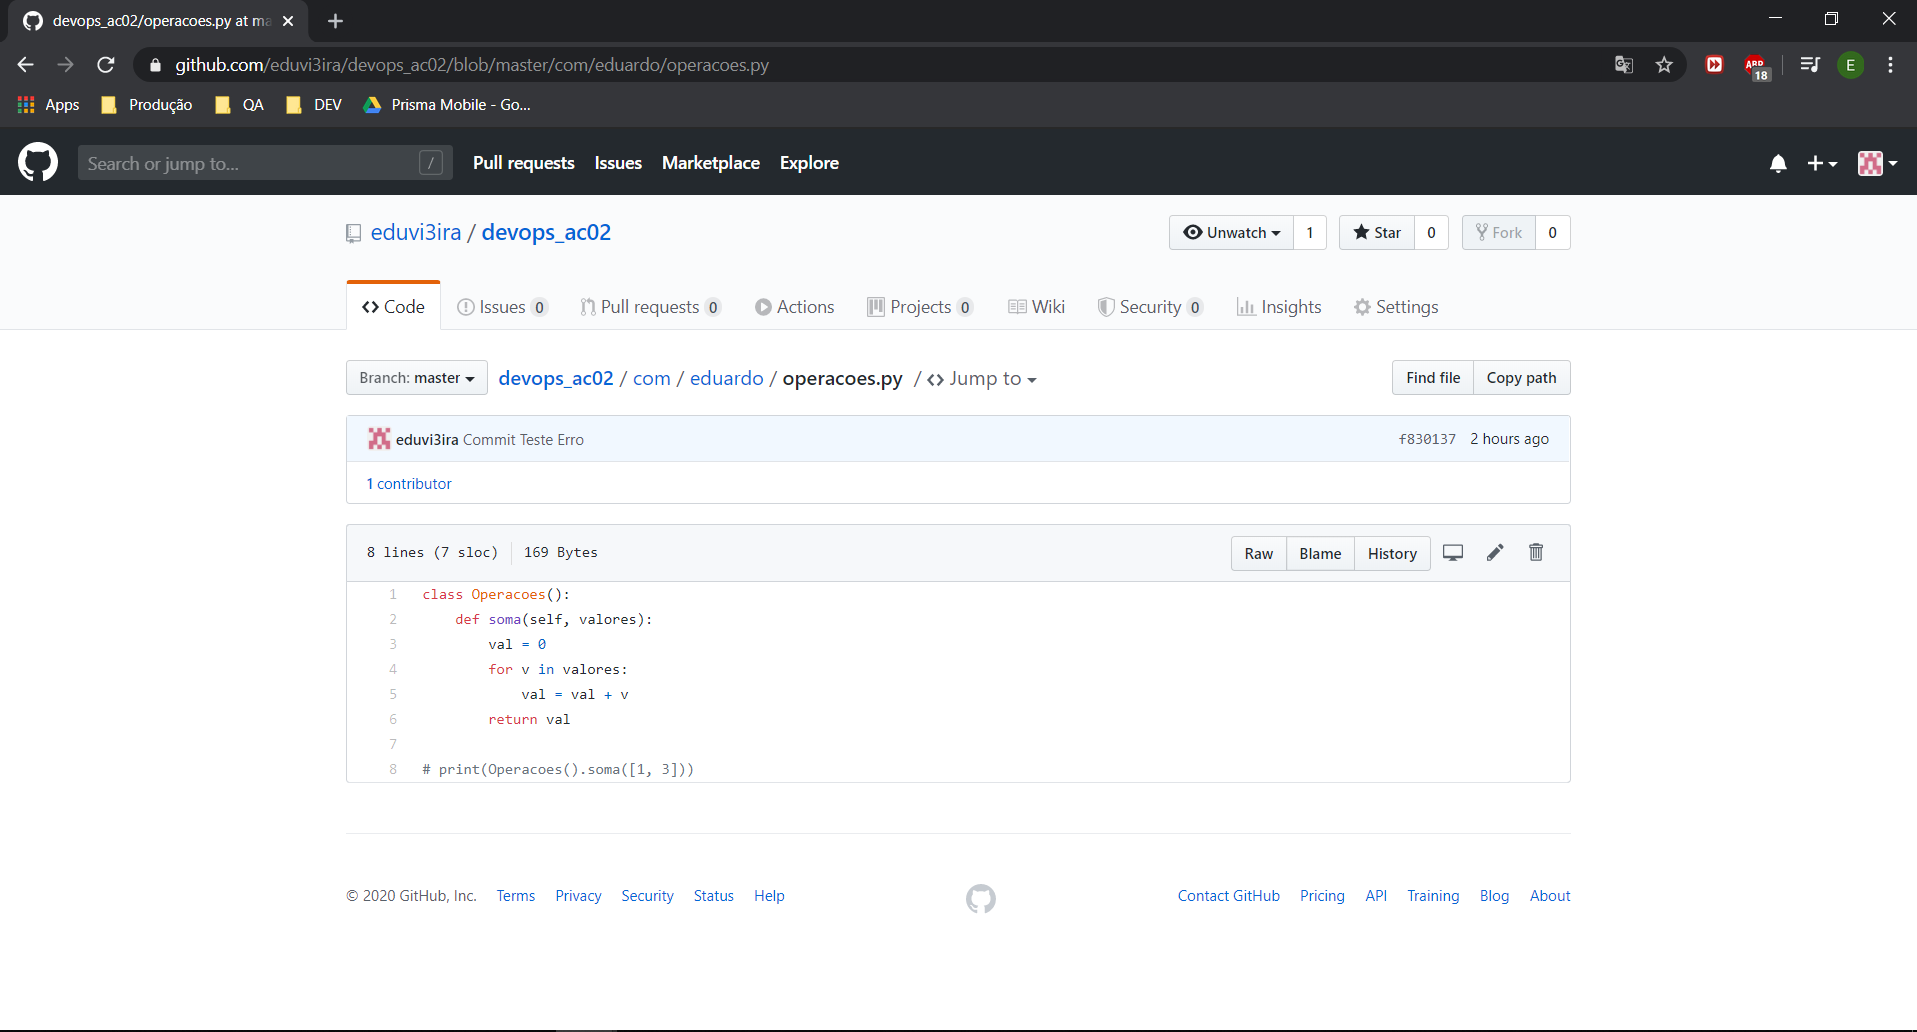 devops_ac02/operacoes.py at ma
github.com/eduvi3ira/devops_ac02/blob/master/com/eduardo/operacoes.py
ABP 18 E
Apps Produção QA DEV Prisma Mobile - Go...
Search or jump to... / Pull requests Issues Marketplace Explore
eduvi3ira / devops_ac02 Unwatch 1 Star 0 Fork 0
Code Issues 0 Pull requests 0 Actions Projects 0 Wiki Security 0 Insights Settings
Branch: master devops_ac02 / com / eduardo / operacoes.py / Jump to Find file Copy path
eduvi3ira Commit Teste Erro f830137 2 hours ago
1 contributor
8 lines (7 sloc) 169 Bytes Raw Blame History
1 class Operacoes():
2     def soma(self, valores):
3         val = 0
4         for v in valores:
5             val = val + v
6         return val
7
8 # print(Operacoes().soma([1, 3]))
© 2020 GitHub, Inc. Terms Privacy Security Status Help Contact GitHub Pricing API Training Blog About